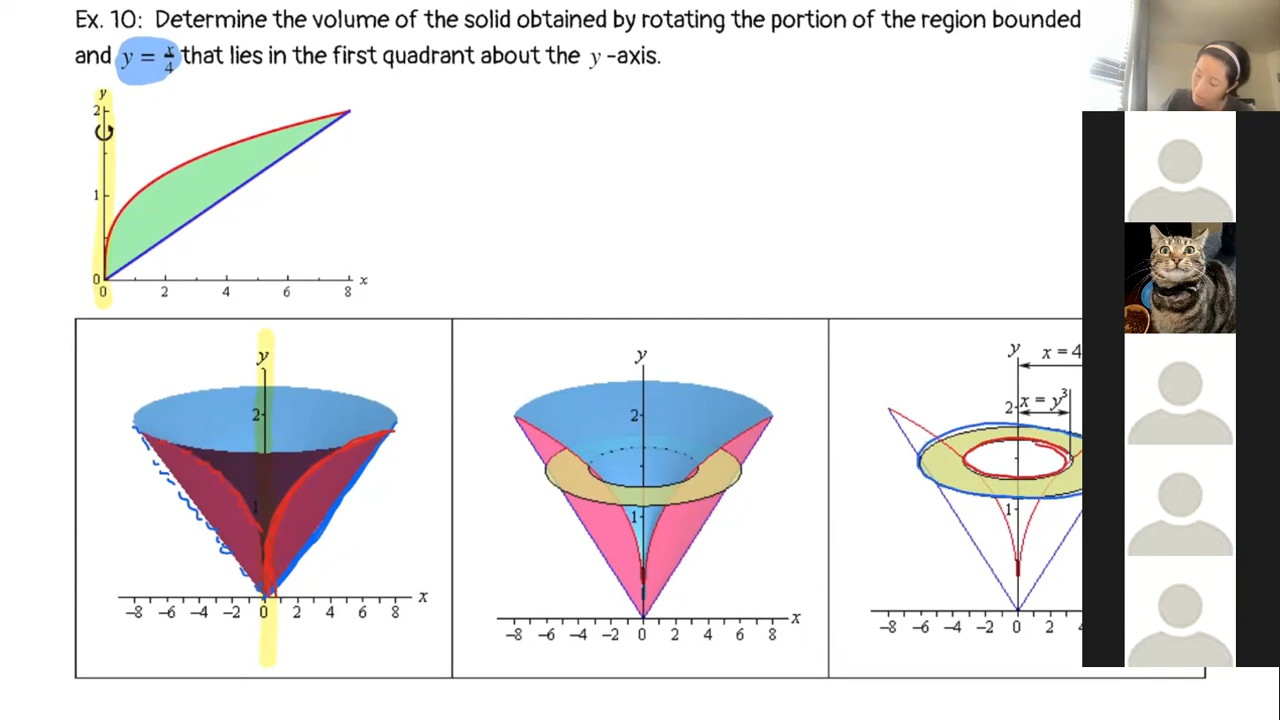 Ex. 10: Determine the volume of the solid obtained by rotating the portion of the region bounded
and y = x/4 that lies in the first quadrant about the y-axis.
y
2
1
0
0 2 4 6 8 x
y
2
1
-8 -6 -4 -2 0 2 4 6 8 x
y
2
1
-8 -6 -4 -2 0 2 4 6 8 x
y x = 4
2 x = y³
1
-8 -6 -4 -2 0 2